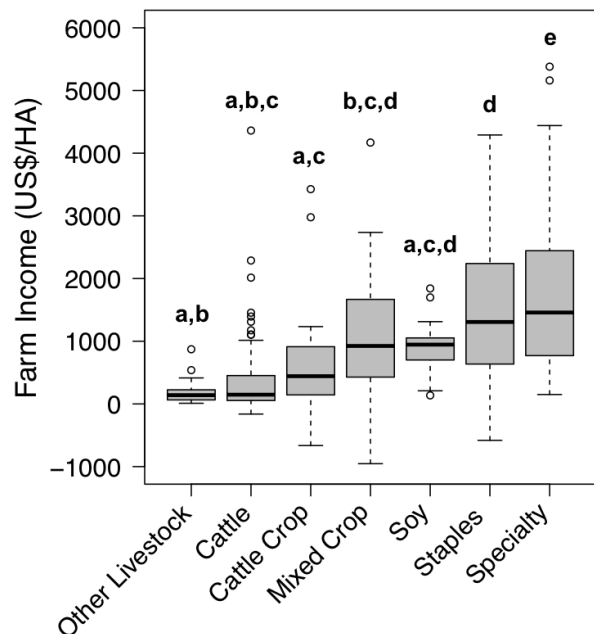 Farm Income (US$/HA)
6000
5000
4000
3000
2000
1000
0
−1000
a,b
a,b,c
a,c
b,c,d
a,c,d
d
e
Other Livestock
Cattle
Cattle Crop
Mixed Crop
Soy
Staples
Specialty